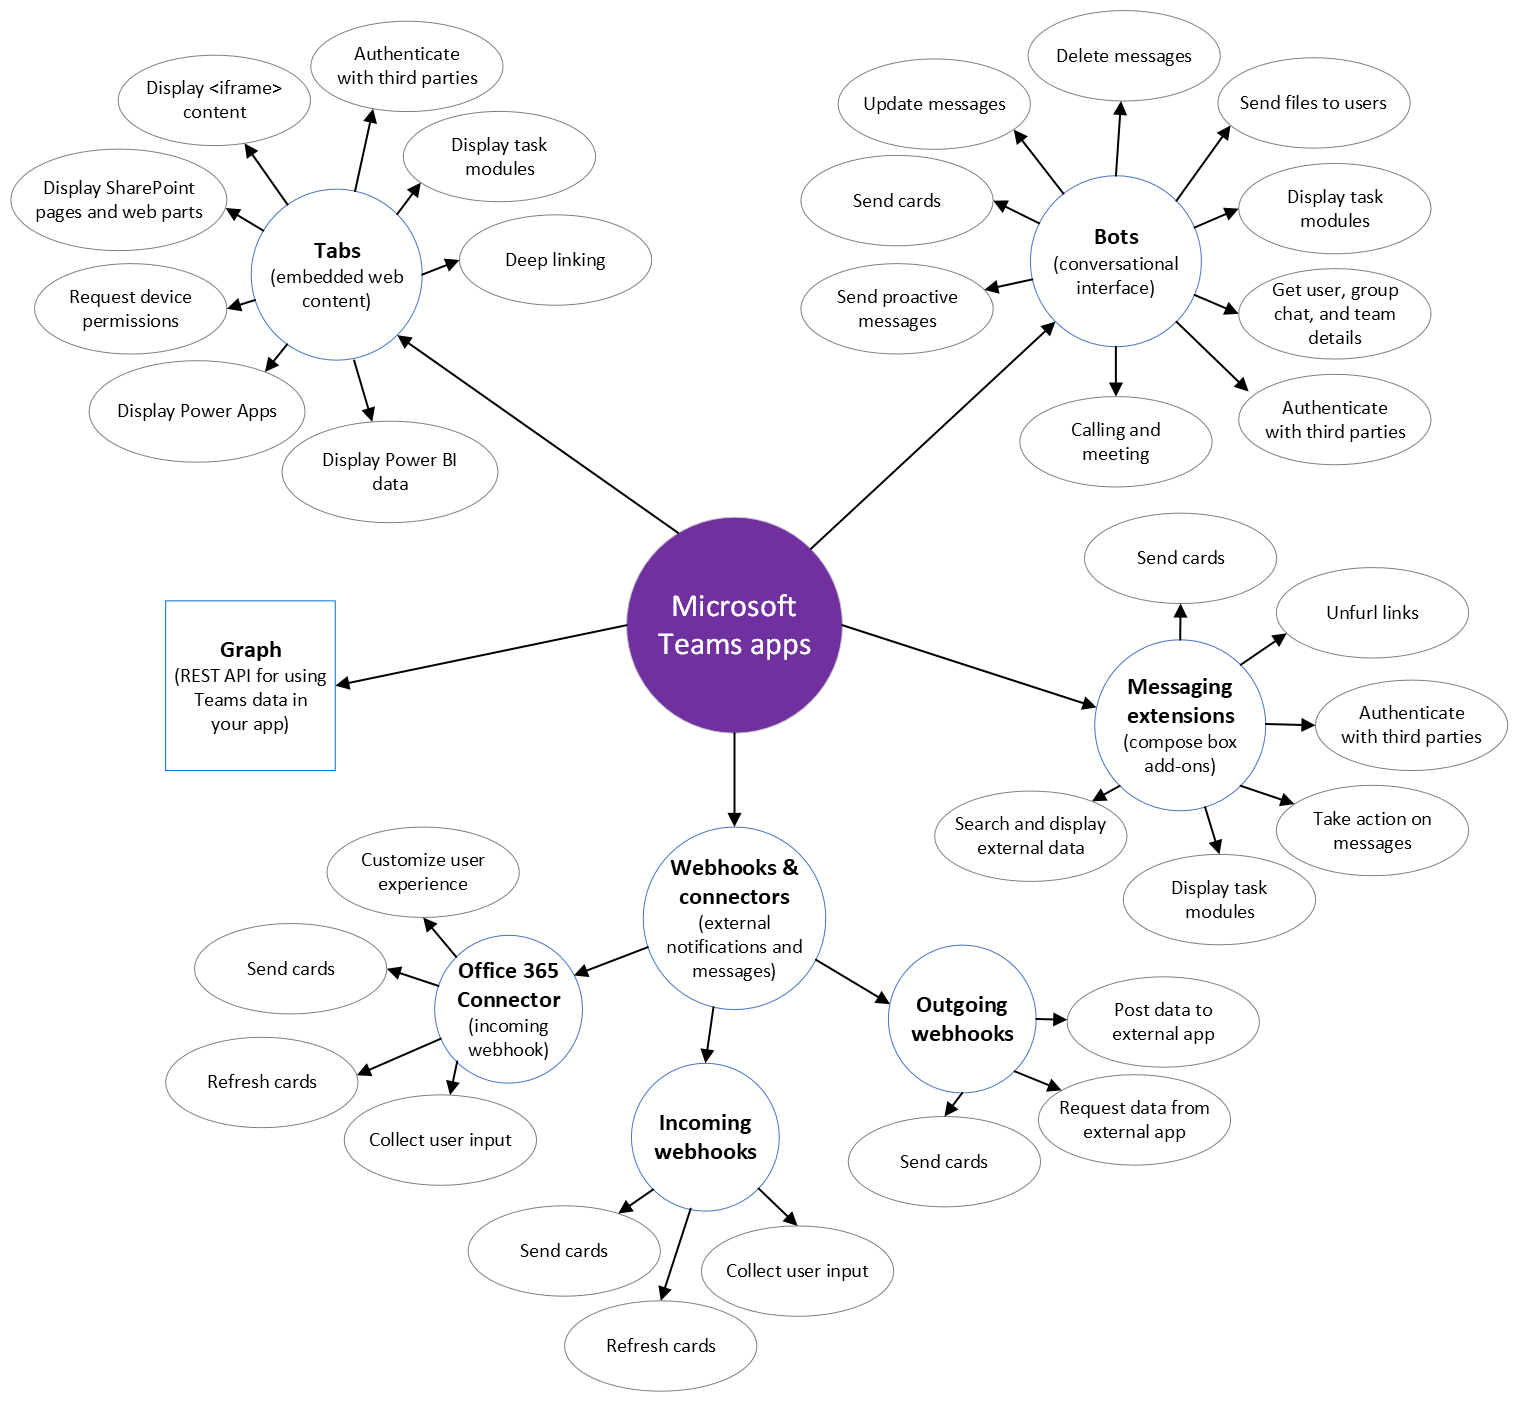 Authenticate
with third parties
Display <iframe>
content
Display task
modules
Display SharePoint
pages and web parts
Tabs
(embedded web
content)
Deep linking
Request device
permissions
Display Power Apps
Display Power BI
data
Delete messages
Update messages
Send files to users
Send cards
Display task
modules
Bots
(conversational
interface)
Send proactive
messages
Get user, group
chat, and team
details
Calling and
meeting
Authenticate
with third parties
Microsoft
Teams apps
Graph
(REST API for using
Teams data in
your app)
Send cards
Unfurl links
Messaging
extensions
(compose box
add-ons)
Authenticate
with third parties
Search and display
external data
Take action on
messages
Display task
modules
Webhooks &
connectors
(external
notifications and
messages)
Customize user
experience
Send cards
Office 365
Connector
(incoming
webhook)
Refresh cards
Collect user input
Outgoing
webhooks
Post data to
external app
Request data from
external app
Send cards
Incoming
webhooks
Send cards
Collect user input
Refresh cards